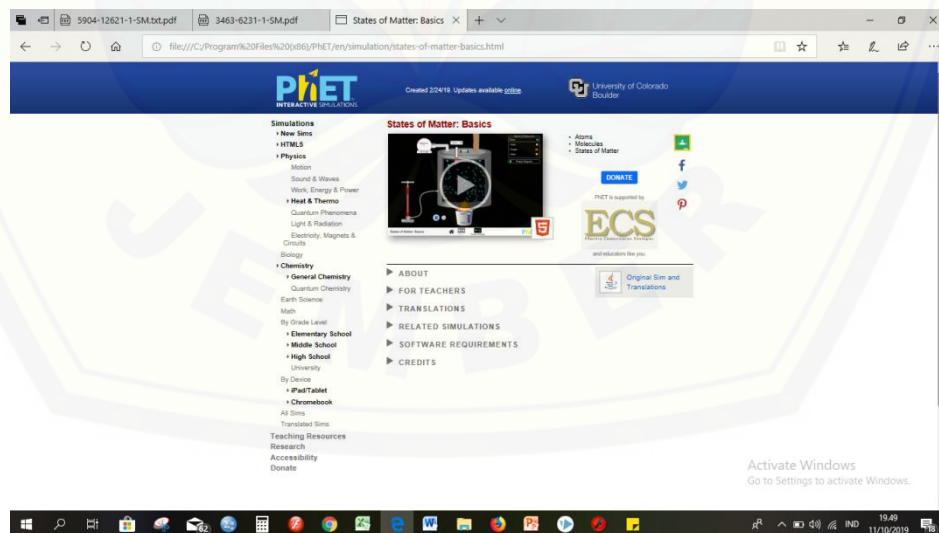 5904-12621-1-SM.txt.pdf
3463-6231-1-SM.pdf
States of Matter: Basics
file:///C:/Program%20Files%20(x86)/PhET/en/simulation/states-of-matter-basics.html
PhET
INTERACTIVE SIMULATIONS
Created 2/24/19. Updates available online.
University of Colorado
Boulder
Simulations
New Sims
HTML5
Physics
Motion
Sound & Waves
Work, Energy & Power
Heat & Thermo
Quantum Phenomena
Light & Radiation
Electricity, Magnets &
Circuits
Biology
Chemistry
General Chemistry
Quantum Chemistry
Earth Science
Math
By Grade Level
Elementary School
Middle School
High School
University
By Device
iPad/Tablet
Chromebook
All Sims
Translated Sims
Teaching Resources
Research
Accessibility
Donate
States of Matter: Basics
5
ABOUT
FOR TEACHERS
TRANSLATIONS
RELATED SIMULATIONS
SOFTWARE REQUIREMENTS
CREDITS
Atoms
Molecules
States of Matter
DONATE
PhET is supported by
ECS
and educators like you.
Original Sim and
Translations
JEMBER
Activate Windows
Go to Settings to activate Windows.
62
IND
19.49
11/10/2019
18